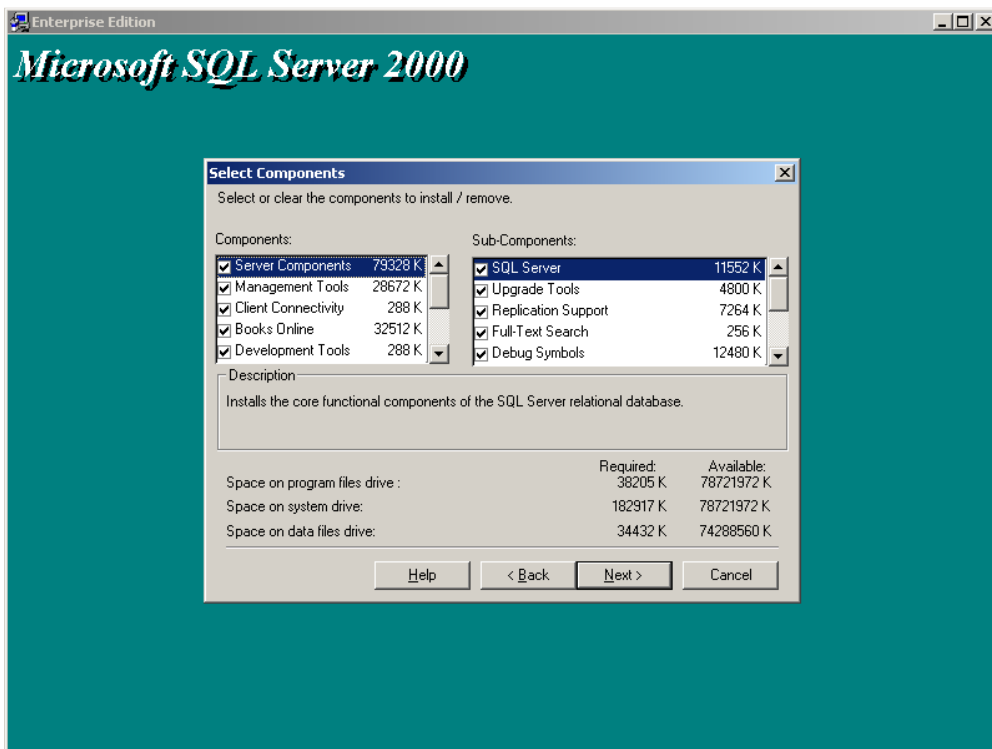 Enterprise Edition
Microsoft SQL Server 2000
Select Components
Select or clear the components to install / remove.
Components:
Server Components 79328 K
Management Tools 28672 K
Client Connectivity 288 K
Books Online 32512 K
Development Tools 288 K
Sub-Components:
SQL Server 11552 K
Upgrade Tools 4800 K
Replication Support 7264 K
Full-Text Search 256 K
Debug Symbols 12480 K
Description
Installs the core functional components of the SQL Server relational database.
Required: Available:
Space on program files drive : 38205 K 78721972 K
Space on system drive: 182917 K 78721972 K
Space on data files drive: 34432 K 74288560 K
Help < Back Next > Cancel